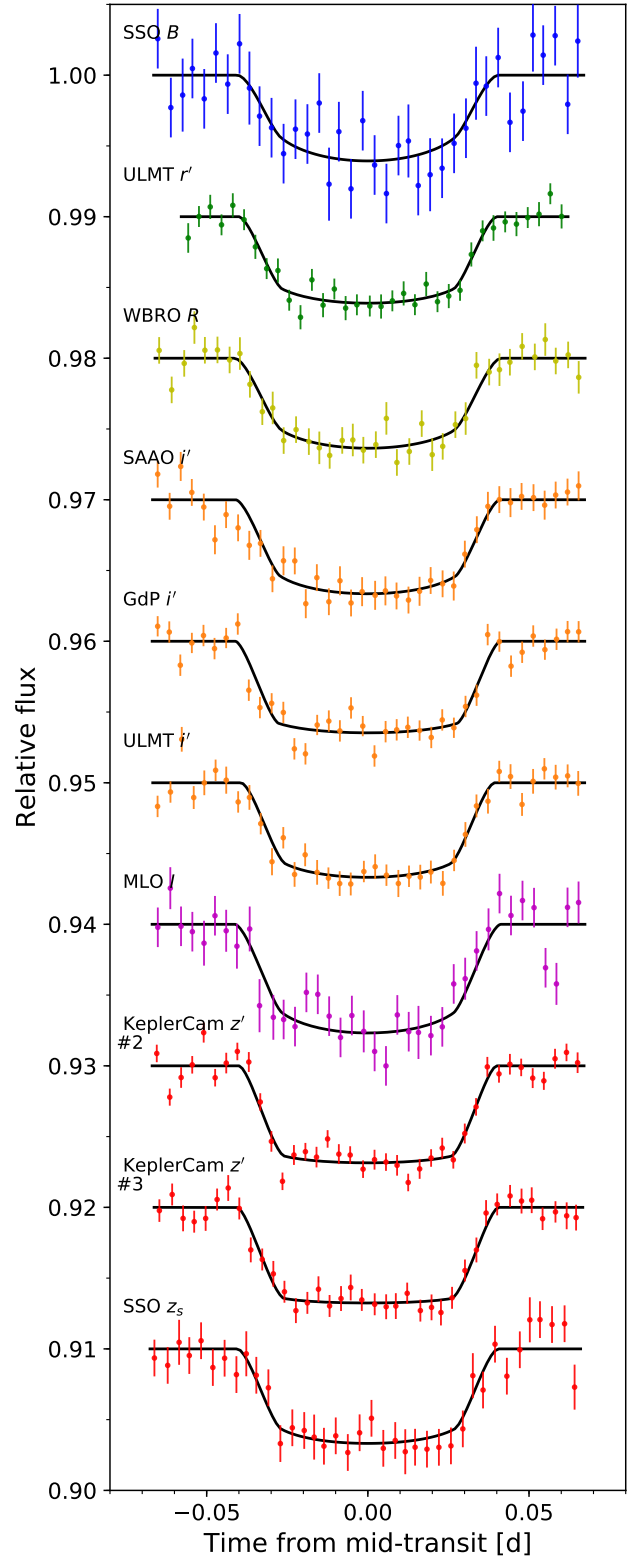 SSO B
1.00
ULMT r′
0.99
WBRO R
0.98
SAAO i′
0.97
GdP i′
0.96
ULMT i′
0.95
MLO I
0.94
KeplerCam z′
#2
0.93
KeplerCam z′
#3
0.92
SSO zs
0.91
0.90
Relative flux
−0.05 0.00 0.05
Time from mid-transit [d]